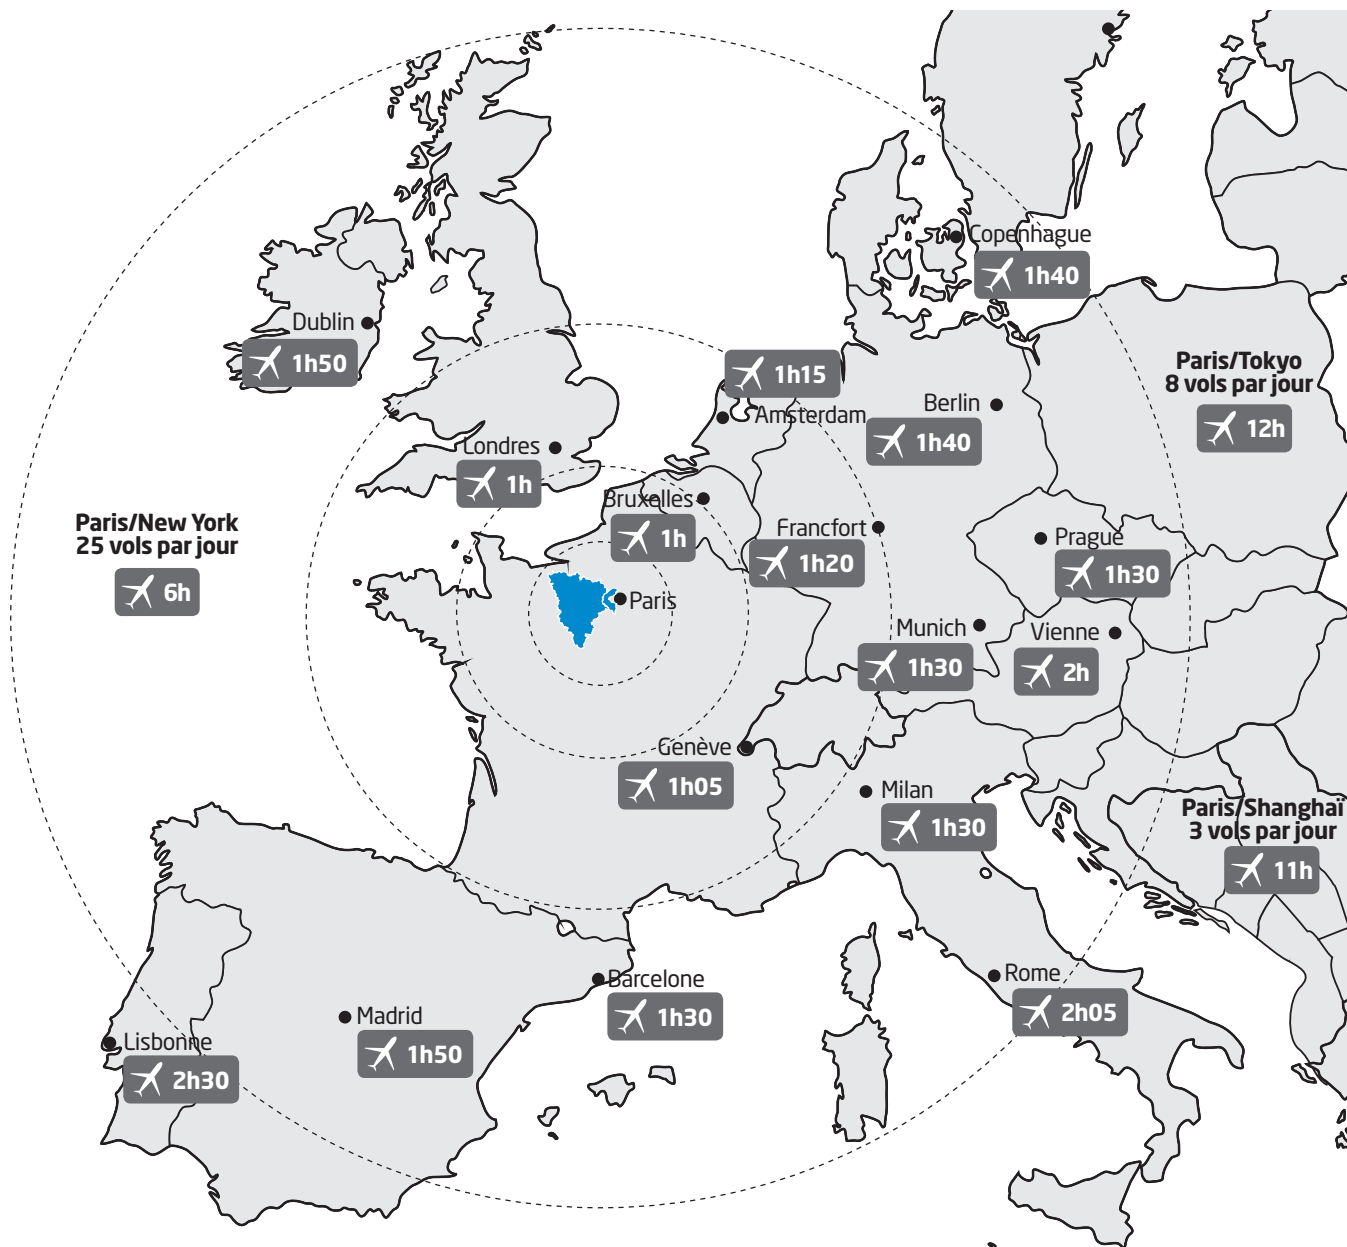 Copenhague
1h40
Dublin
1h50
1h15
Amsterdam
Berlin
1h40
Paris/Tokyo
8 vols par jour
12h
Londres
1h
Bruxelles
1h
Francfort
1h20
Paris/New York
25 vols par jour
6h
Prague
1h30
Paris
Munich
1h30
Vienne
2h
Genève
1h05
Milan
1h30
Paris/Shanghaï
3 vols par jour
11h
Barcelone
1h30
Rome
2h05
Madrid
1h50
Lisbonne
2h30